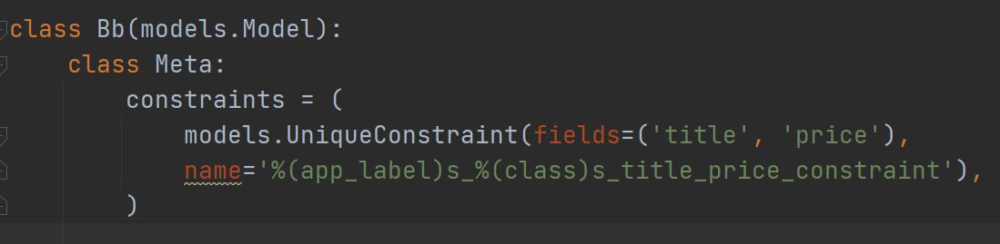 class Bb(models.Model):
    class Meta:
        constraints = (
            models.UniqueConstraint(fields=('title', 'price'),
            name='%(app_label)s_%(class)s_title_price_constraint'),
        )